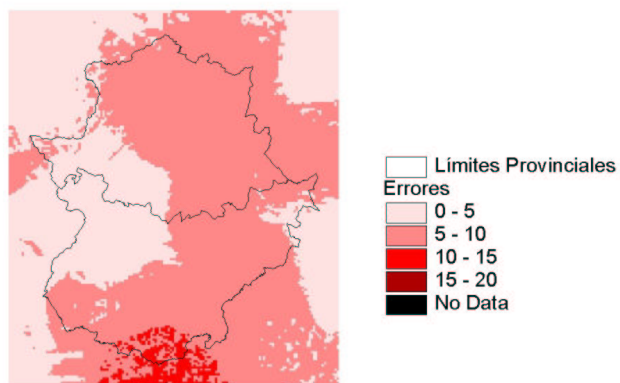 Límites Provinciales
Errores
0 - 5
5 - 10
10 - 15
15 - 20
No Data